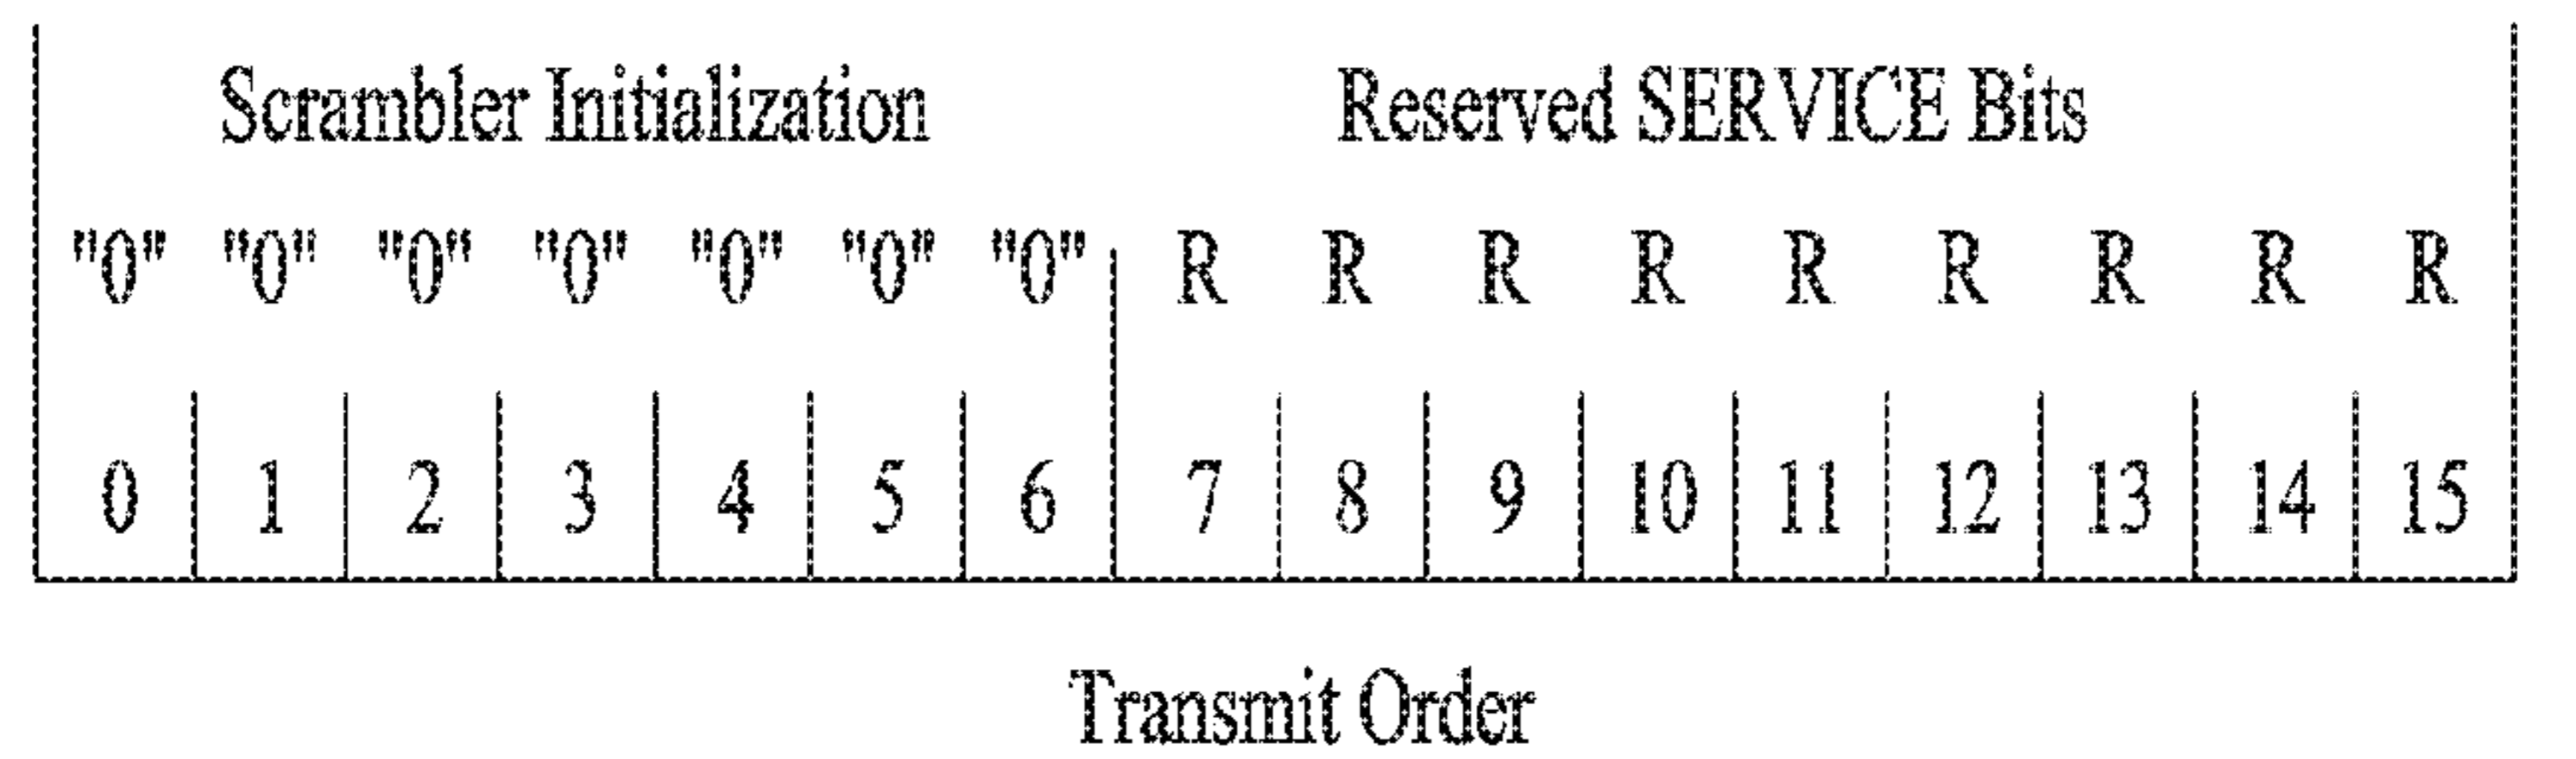 Scrambler Initialization Reserved SERVICE Bits
"0" "0" "0" "0" "0" "0" "0" R R R R R R R R R
0 1 2 3 4 5 6 7 8 9 10 11 12 13 14 15
Transmit Order